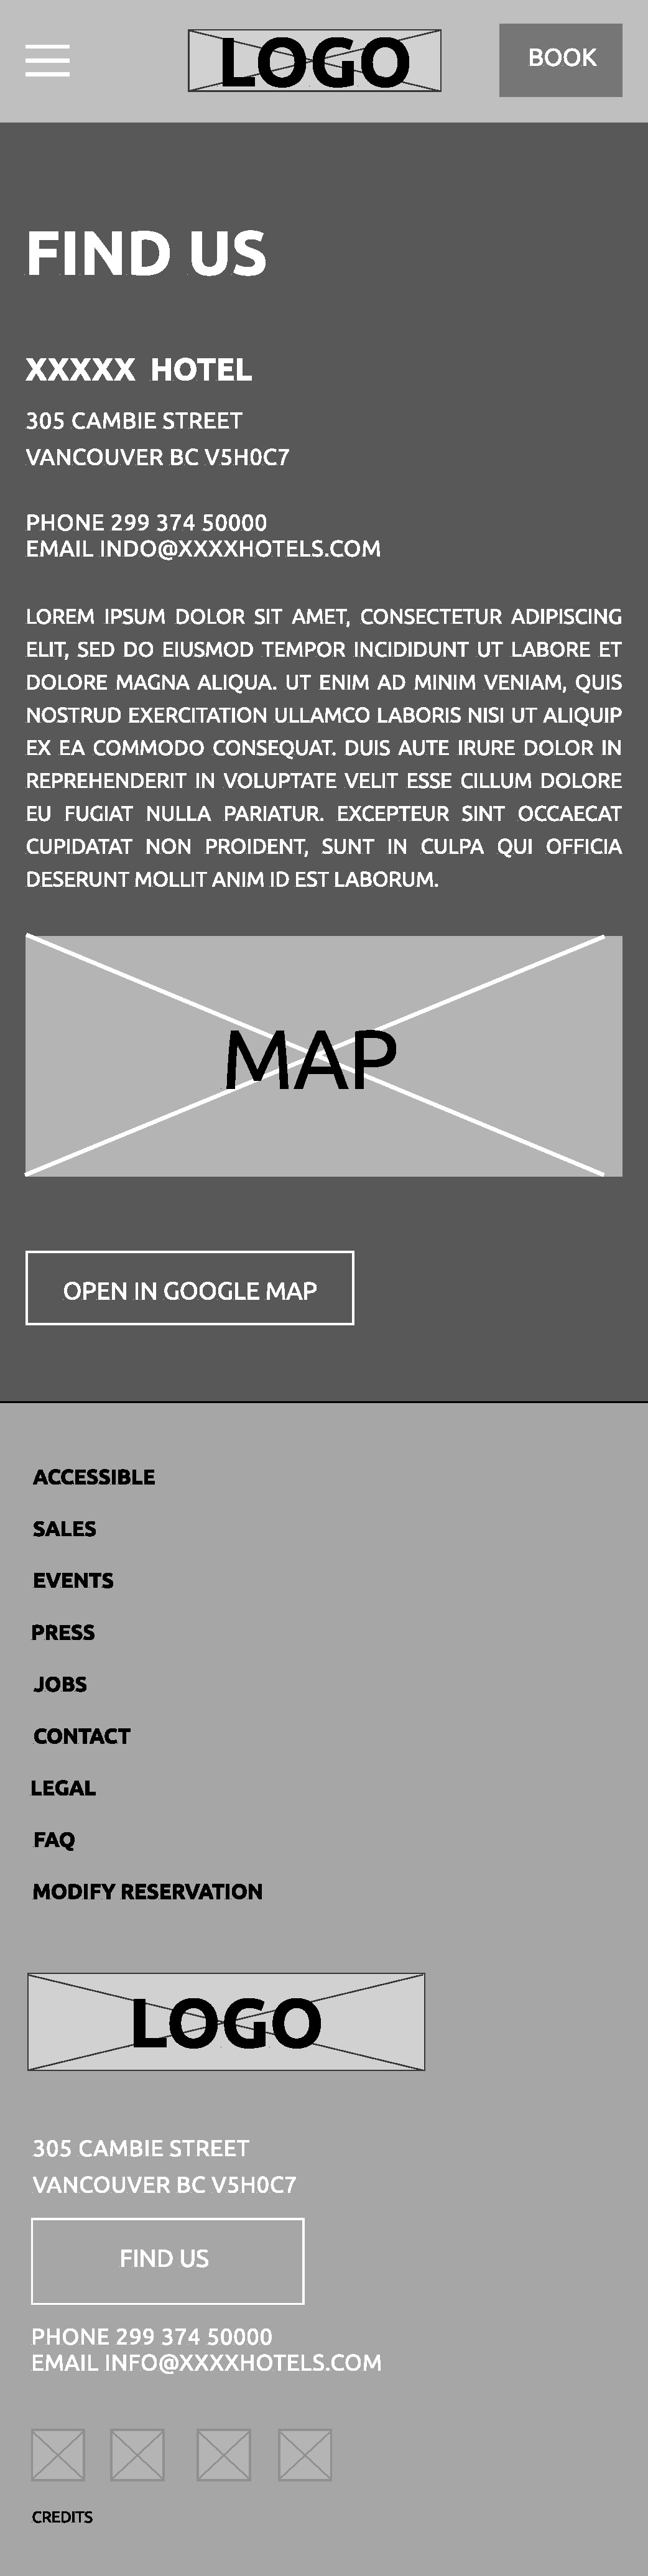 LOGO
BOOK
FIND US
XXXXX HOTEL
305 CAMBIE STREET
VANCOUVER BC V5H0C7
PHONE 299 374 50000
EMAIL INDO@XXXXHOTELS.COM
LOREM IPSUM DOLOR SIT AMET, CONSECTETUR ADIPISCING
ELIT, SED DO EIUSMOD TEMPOR INCIDIDUNT UT LABORE ET
DOLORE MAGNA ALIQUA. UT ENIM AD MINIM VENIAM, QUIS
NOSTRUD EXERCITATION ULLAMCO LABORIS NISI UT ALIQUIP
EX EA COMMODO CONSEQUAT. DUIS AUTE IRURE DOLOR IN
REPREHENDERIT IN VOLUPTATE VELIT ESSE CILLUM DOLORE
EU FUGIAT NULLA PARIATUR. EXCEPTEUR SINT OCCAECAT
CUPIDATAT NON PROIDENT, SUNT IN CULPA QUI OFFICIA
DESERUNT MOLLIT ANIM ID EST LABORUM.
MAP
OPEN IN GOOGLE MAP
ACCESSIBLE
SALES
EVENTS
PRESS
JOBS
CONTACT
LEGAL
FAQ
MODIFY RESERVATION
LOGO
305 CAMBIE STREET
VANCOUVER BC V5H0C7
FIND US
PHONE 299 374 50000
EMAIL INFO@XXXXHOTELS.COM
CREDITS